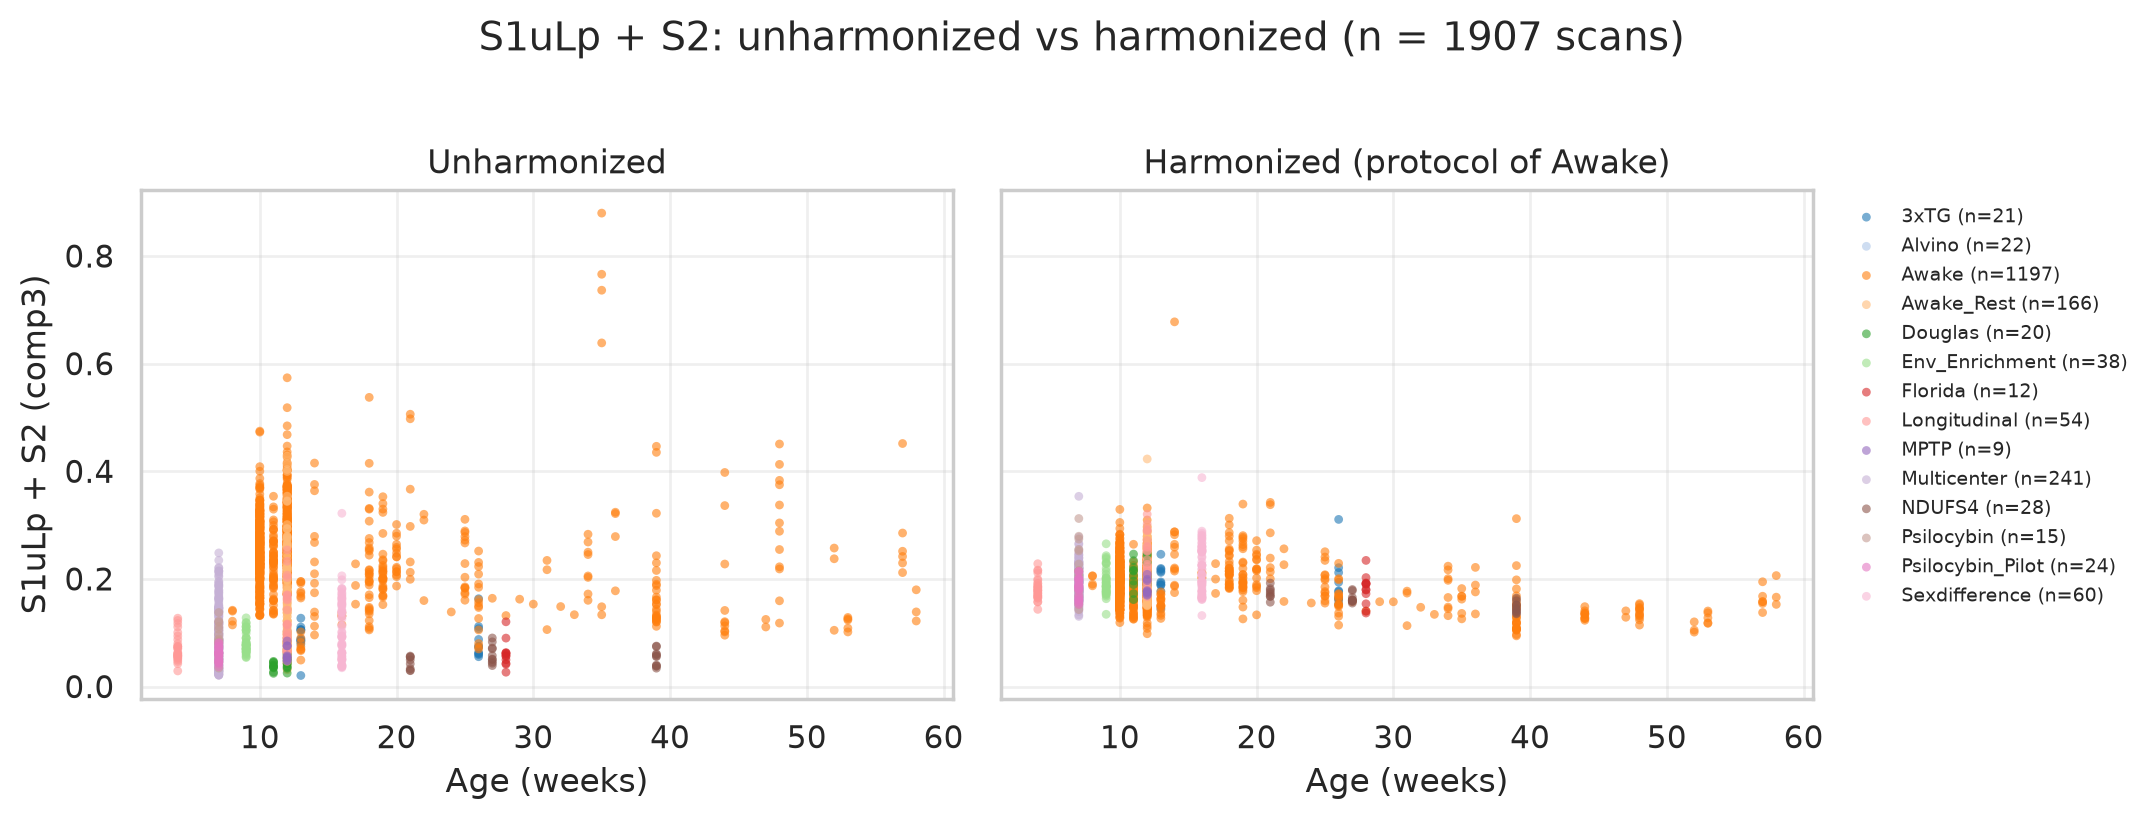 S1uLp + S2: unharmonized vs harmonized (n = 1907 scans)
Unharmonized
Harmonized (protocol of Awake)
S1uLp + S2 (comp3)
0.8
0.6
0.4
0.2
0.0
10 20 30 40 50 60
10 20 30 40 50 60
Age (weeks)
Age (weeks)
3xTG (n=21)
Alvino (n=22)
Awake (n=1197)
Awake_Rest (n=166)
Douglas (n=20)
Env_Enrichment (n=38)
Florida (n=12)
Longitudinal (n=54)
MPTP (n=9)
Multicenter (n=241)
NDUFS4 (n=28)
Psilocybin (n=15)
Psilocybin_Pilot (n=24)
Sexdifference (n=60)